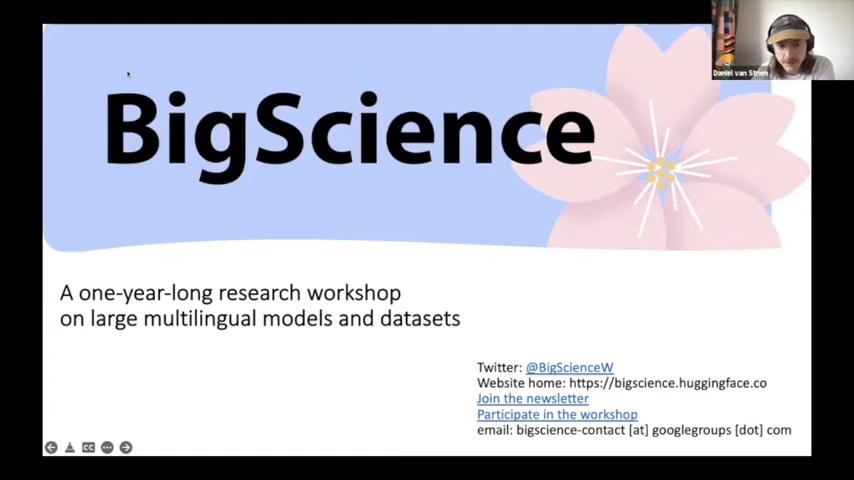 BigScience
Daniel van Strien
A one-year-long research workshop
on large multilingual models and datasets
Twitter: @BigScienceW
Website home: https://bigscience.huggingface.co
Join the newsletter
Participate in the workshop
email: bigscience-contact [at] googlegroups [dot] com
CC